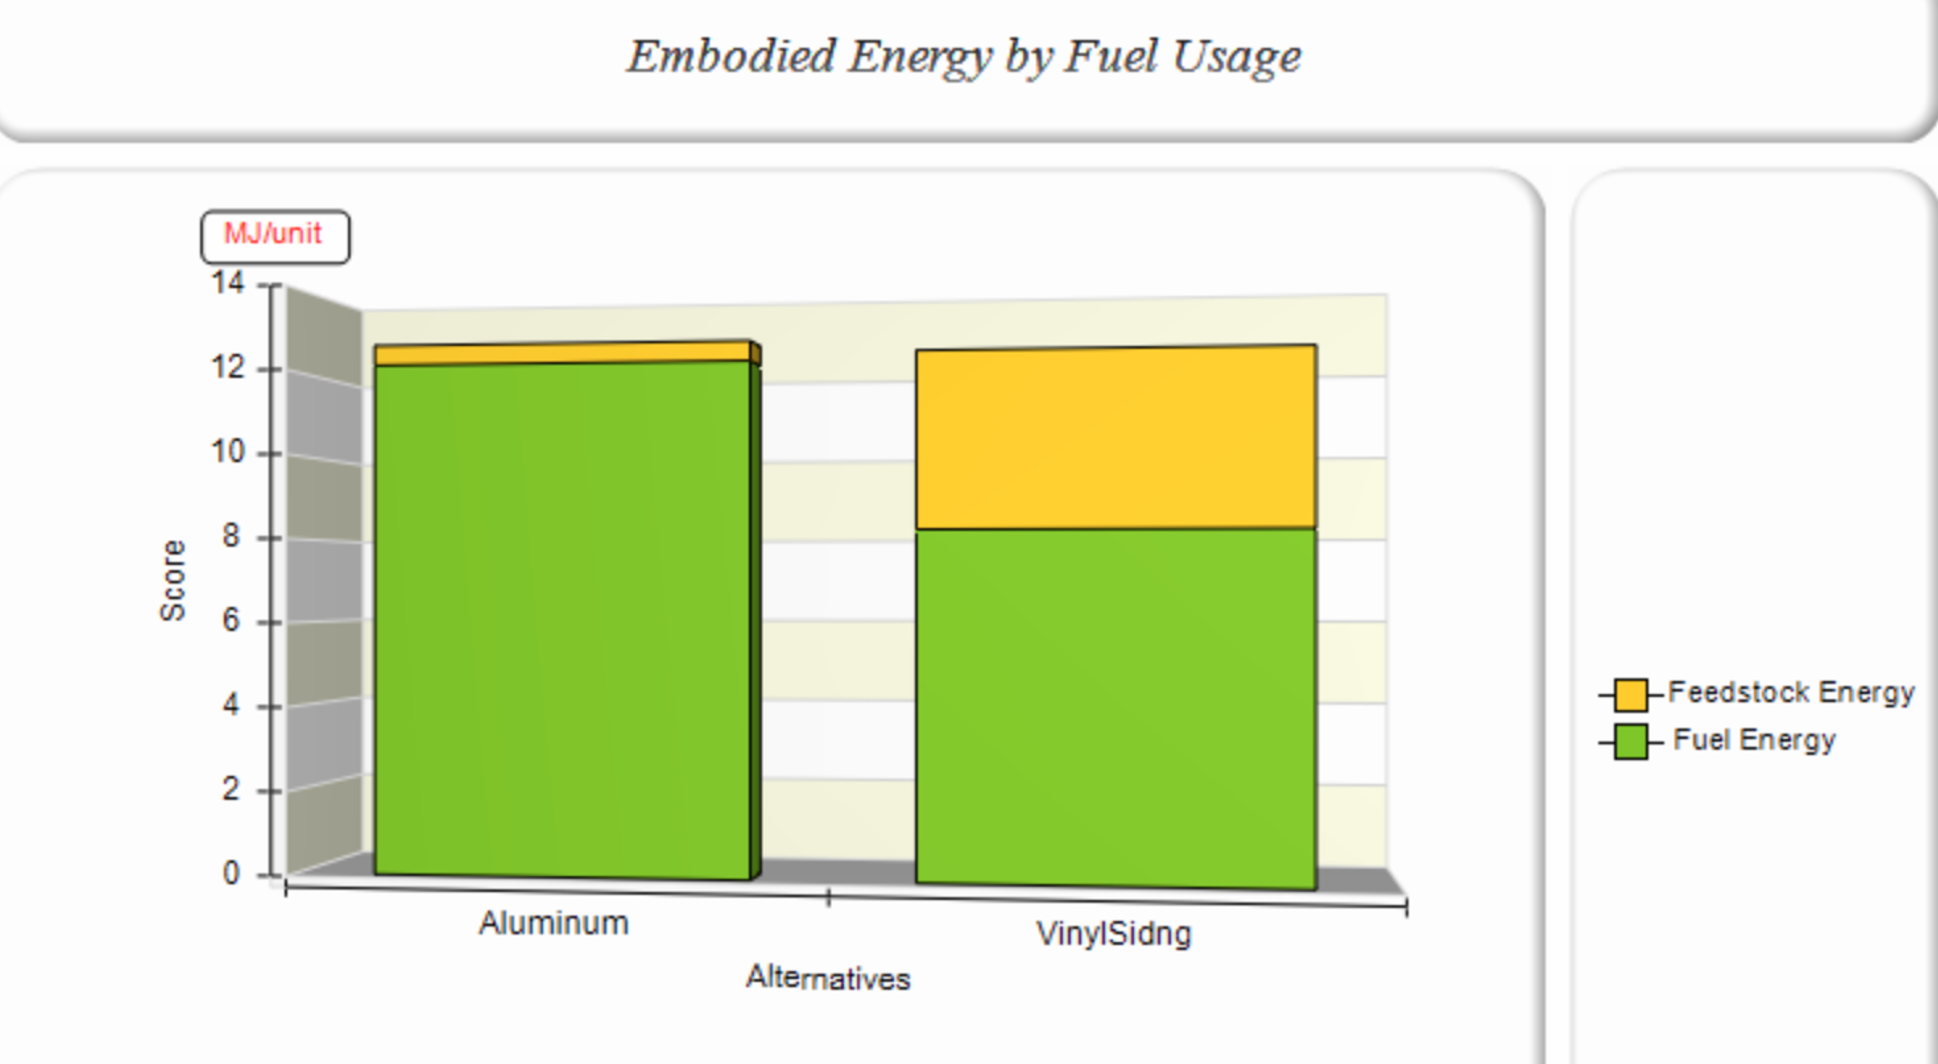 Embodied Energy by Fuel Usage
MJ/unit
14
12
10
8
6
4
2
0
Score
Aluminum
VinylSidng
Alternatives
Feedstock Energy
Fuel Energy